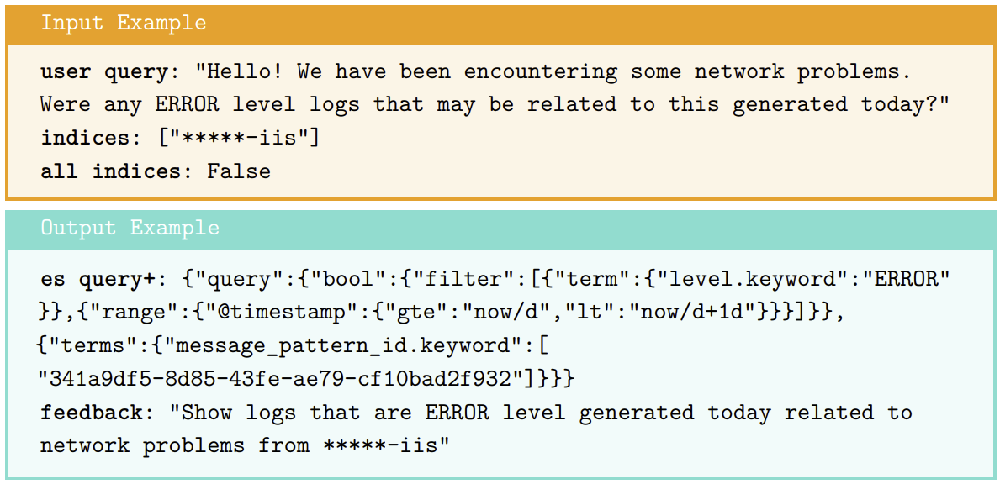 Input Example
user query: "Hello! We have been encountering some network problems.
Were any ERROR level logs that may be related to this generated today?"
indices: ["*****-iis"]
all indices: False
Output Example
es query+: {"query":{"bool":{"filter":[{"term":{"level.keyword":"ERROR"
}},{"range":{"@timestamp":{"gte":"now/d","lt":"now/d+1d"}}}]}},
{"terms":{"message_pattern_id.keyword":[
"341a9df5-8d85-43fe-ae79-cf10bad2f932"]}}}
feedback: "Show logs that are ERROR level generated today related to
network problems from *****-iis"